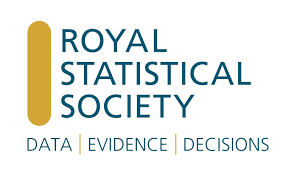 ROYAL
STATISTICAL
SOCIETY
DATA | EVIDENCE | DECISIONS